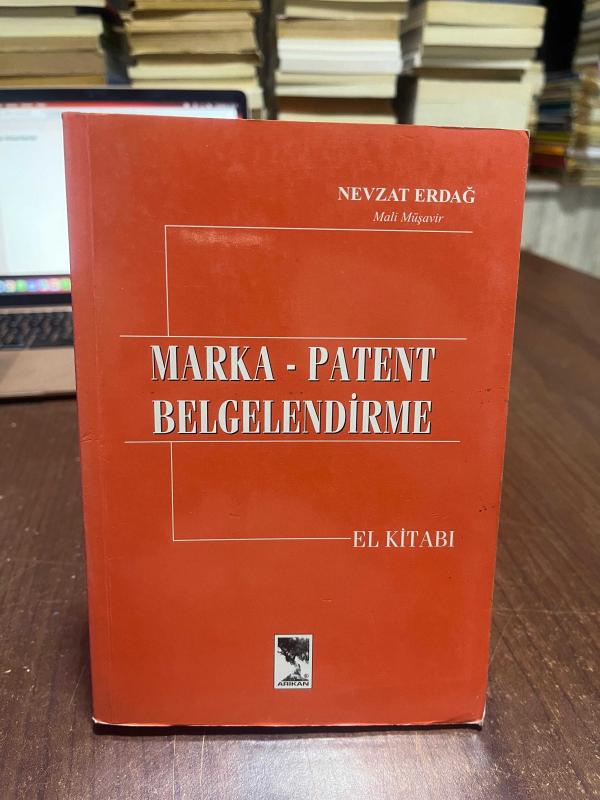 NEVZAT ERDAĞ
Mali Müşavir
MARKA - PATENT
BELGELENDİRME
EL KİTABI
ARIKAN